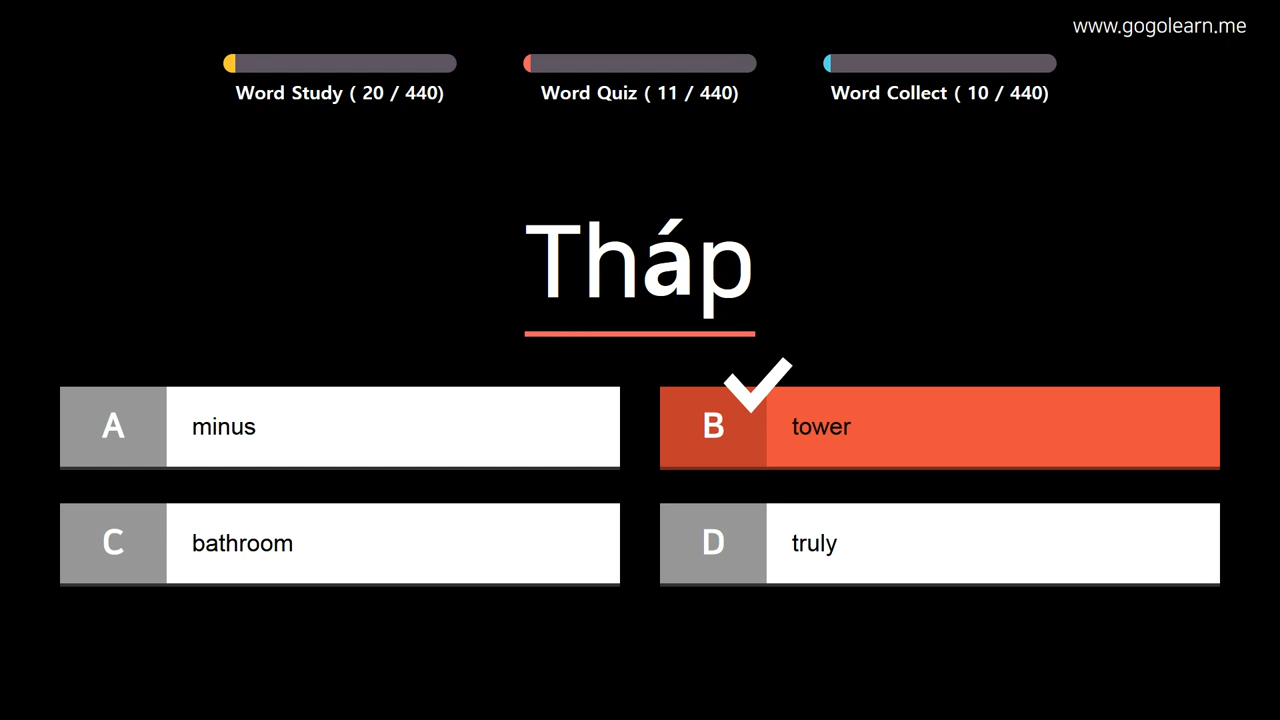 www.gogolearn.me
Word Study ( 20 / 440)
Word Quiz ( 11 / 440)
Word Collect ( 10 / 440)
Tháp
A minus
B tower
C bathroom
D truly